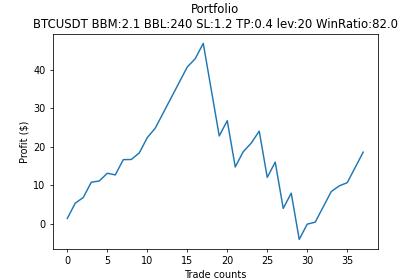 Portfolio
BTCUSDT BBM:2.1 BBL:240 SL:1.2 TP:0.4 lev:20 WinRatio:82.0
Profit ($)
40
30
20
10
0
0 5 10 15 20 25 30 35
Trade counts